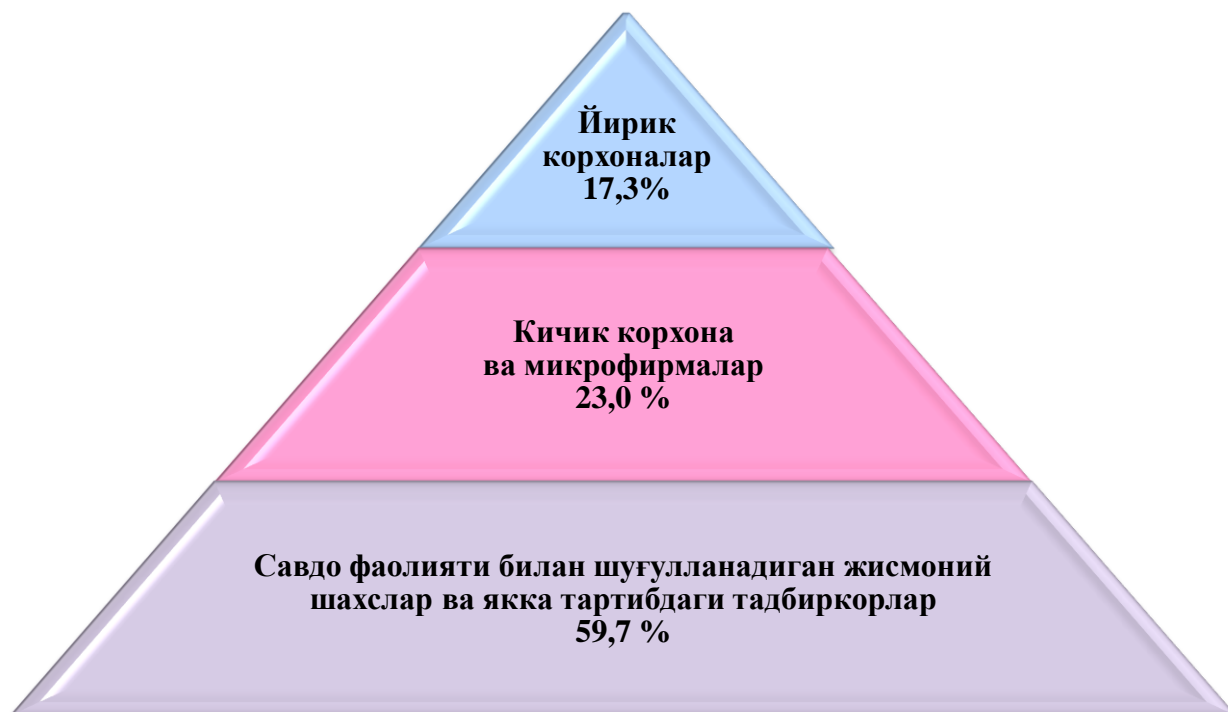 Йирик
корхоналар
17,3%
Кичик корхона
ва микрофирмалар
23,0 %
Савдо фаолияти билан шуғулланадиган жисмоний
шахслар ва якка тартибдаги тадбиркорлар
59,7 %